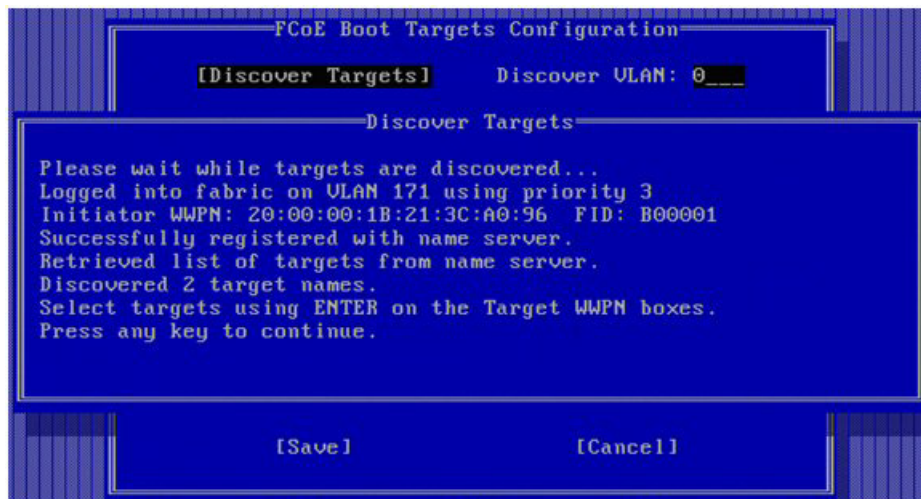 FCoE Boot Targets Configuration
[Discover Targets] Discover VLAN: 0___
Discover Targets
Please wait while targets are discovered...
Logged into fabric on VLAN 171 using priority 3
Initiator WWPN: 20:00:00:1B:21:3C:A0:96 FID: B00001
Successfully registered with name server.
Retrieved list of targets from name server.
Discovered 2 target names.
Select targets using ENTER on the Target WWPN boxes.
Press any key to continue.
[Save] [Cancel]